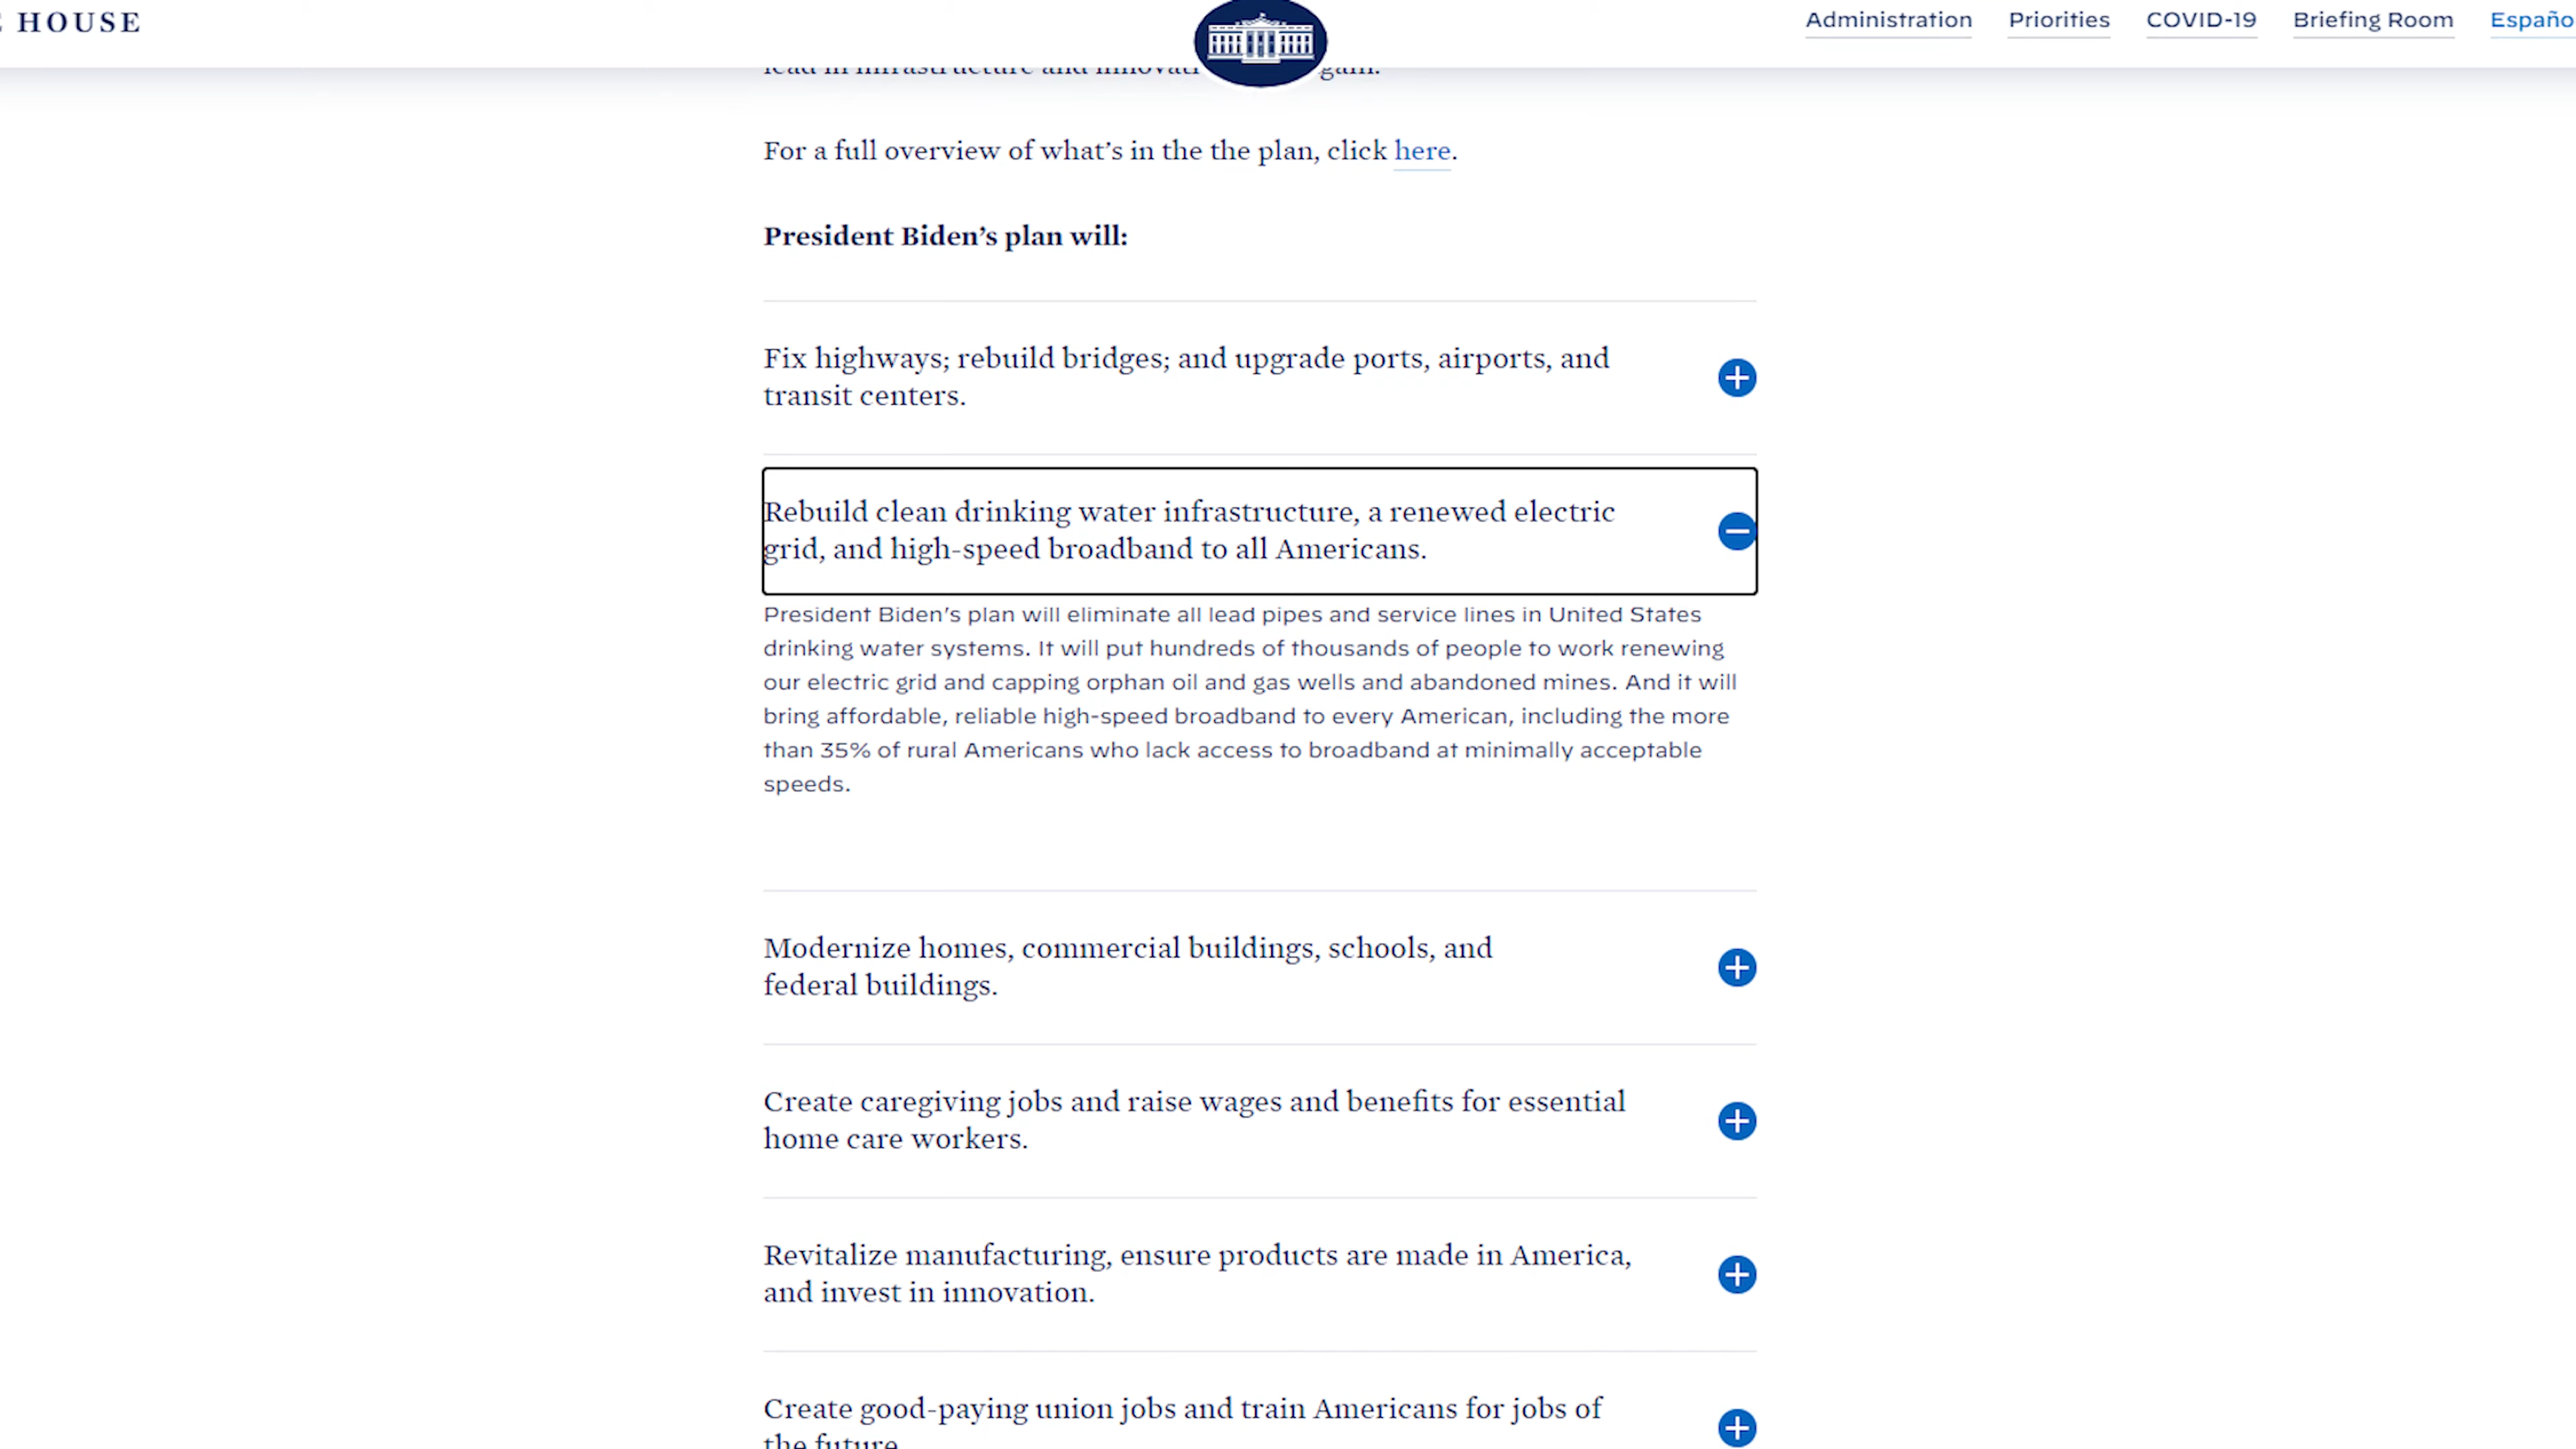 HOUSE
Administration
Priorities
COVID-19
Briefing Room
Españo
lead in infrastructure and
For a full overview of what's in the the plan, click here.
President Biden's plan will:
Fix highways; rebuild bridges; and upgrade ports, airports, and
transit centers.
Rebuild clean drinking water infrastructure, a renewed electric
grid, and high-speed broadband to all Americans.
President Biden's plan will eliminate all lead pipes and service lines in United States
drinking water systems. It will put hundreds of thousands of people to work renewing
our electric grid and capping orphan oil and gas wells and abandoned mines. And it will
bring affordable, reliable high-speed broadband to every American, including the more
than 35% of rural Americans who lack access to broadband at minimally acceptable
speeds.
Modernize homes, commercial buildings, schools, and
federal buildings.
Create caregiving jobs and raise wages and benefits for essential
home care workers.
Revitalize manufacturing, ensure products are made in America,
and invest in innovation.
Create good-paying union jobs and train Americans for jobs of
the future.